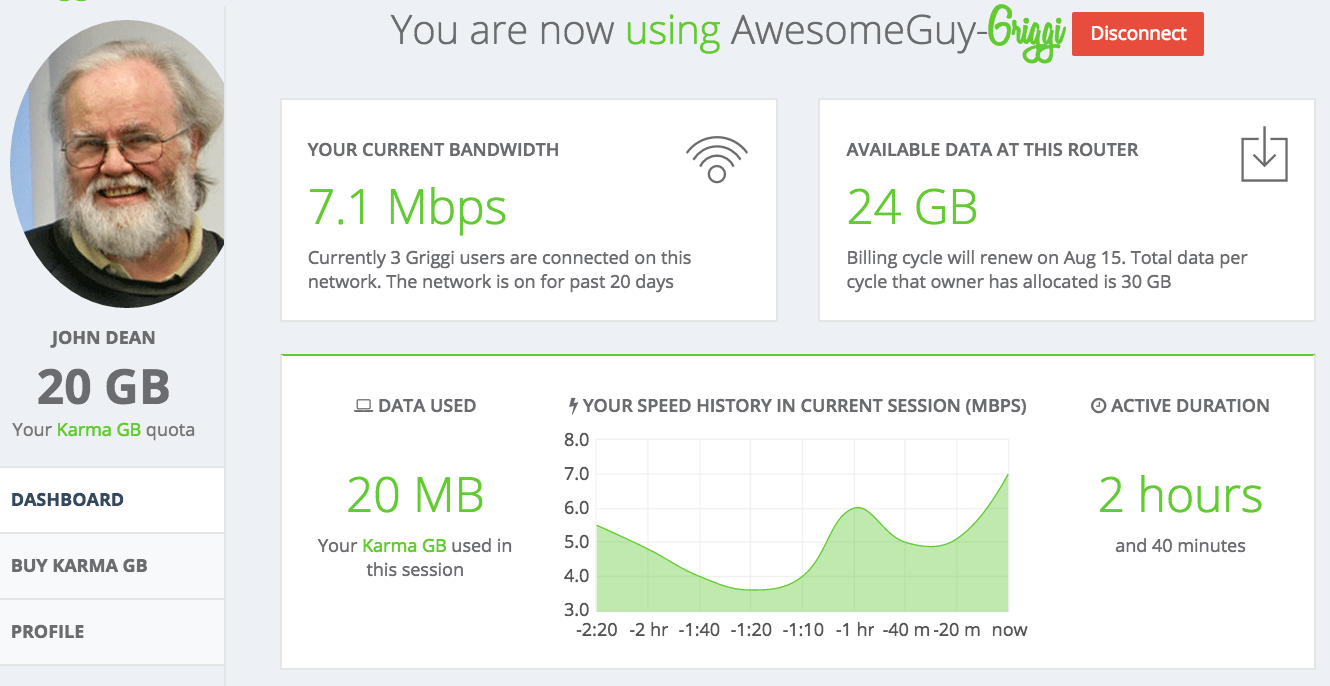 You are now using AwesomeGuy-Griggi
Disconnect
JOHN DEAN
20 GB
Your Karma GB quota
DASHBOARD
BUY KARMA GB
PROFILE
YOUR CURRENT BANDWIDTH
7.1 Mbps
Currently 3 Griggi users are connected on this
network. The network is on for past 20 days
AVAILABLE DATA AT THIS ROUTER
24 GB
Billing cycle will renew on Aug 15. Total data per
cycle that owner has allocated is 30 GB
DATA USED
20 MB
Your Karma GB used in
this session
YOUR SPEED HISTORY IN CURRENT SESSION (MBPS)
8.0
7.0
6.0
5.0
4.0
3.0
-2:20 -2 hr -1:40 -1:20 -1:10 -1 hr -40 m -20 m now
ACTIVE DURATION
2 hours
and 40 minutes